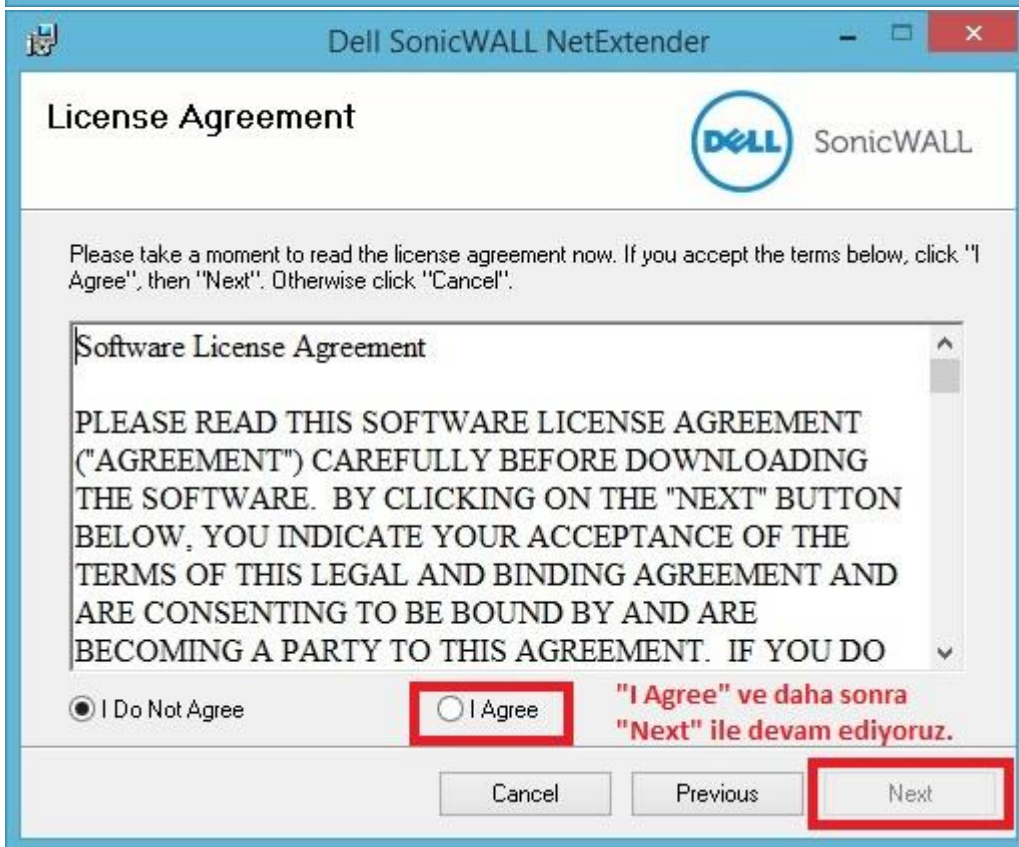 Dell SonicWALL NetExtender
License Agreement
DELL SonicWALL
Please take a moment to read the license agreement now. If you accept the terms below, click "I
Agree", then "Next". Otherwise click "Cancel".
Software License Agreement
PLEASE READ THIS SOFTWARE LICENSE AGREEMENT
("AGREEMENT") CAREFULLY BEFORE DOWNLOADING
THE SOFTWARE.  BY CLICKING ON THE "NEXT" BUTTON
BELOW, YOU INDICATE YOUR ACCEPTANCE OF THE
TERMS OF THIS LEGAL AND BINDING AGREEMENT AND
ARE CONSENTING TO BE BOUND BY AND ARE
BECOMING A PARTY TO THIS AGREEMENT.  IF YOU DO
I Do Not Agree
I Agree
"I Agree" ve daha sonra
"Next" ile devam ediyoruz.
Cancel
Previous
Next